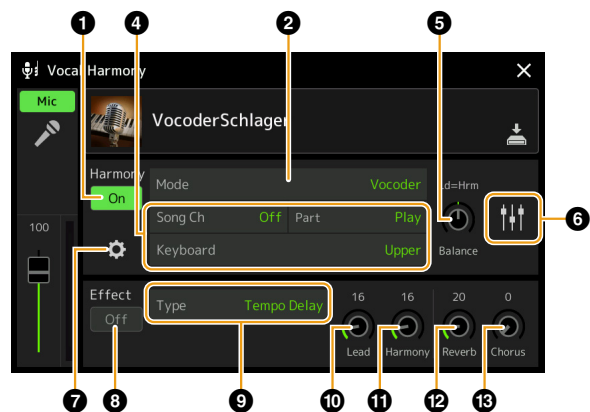 1 4 2 5
Vocal Harmony
Mic
VocoderSchlager
Harmony
On
Mode Vocoder
Song Ch Off Part Play
Keyboard Upper
Ld=Hrm
Balance
6
100
Effect
Off
Type Tempo Delay
16 16 20 0
Lead Harmony Reverb Chorus
7 8 9 10 11 12 13